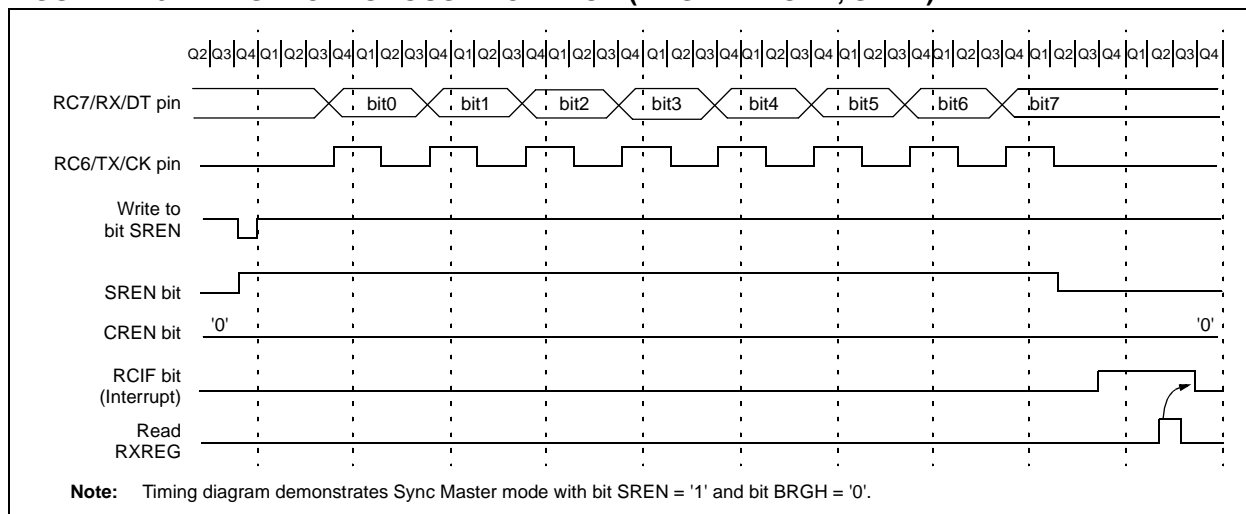 Q2 Q3 Q4 Q1 Q2 Q3 Q4 Q1 Q2 Q3 Q4 Q1 Q2 Q3 Q4 Q1 Q2 Q3 Q4 Q1 Q2 Q3 Q4 Q1 Q2 Q3 Q4 Q1 Q2 Q3 Q4 Q1 Q2 Q3 Q4 Q1 Q2 Q3 Q4 Q1 Q2 Q3 Q4
RC7/RX/DT pin bit0 bit1 bit2 bit3 bit4 bit5 bit6 bit7
RC6/TX/CK pin
Write to
bit SREN
SREN bit
CREN bit '0' '0'
RCIF bit
(Interrupt)
Read
RXREG
Note: Timing diagram demonstrates Sync Master mode with bit SREN = '1' and bit BRGH = '0'.